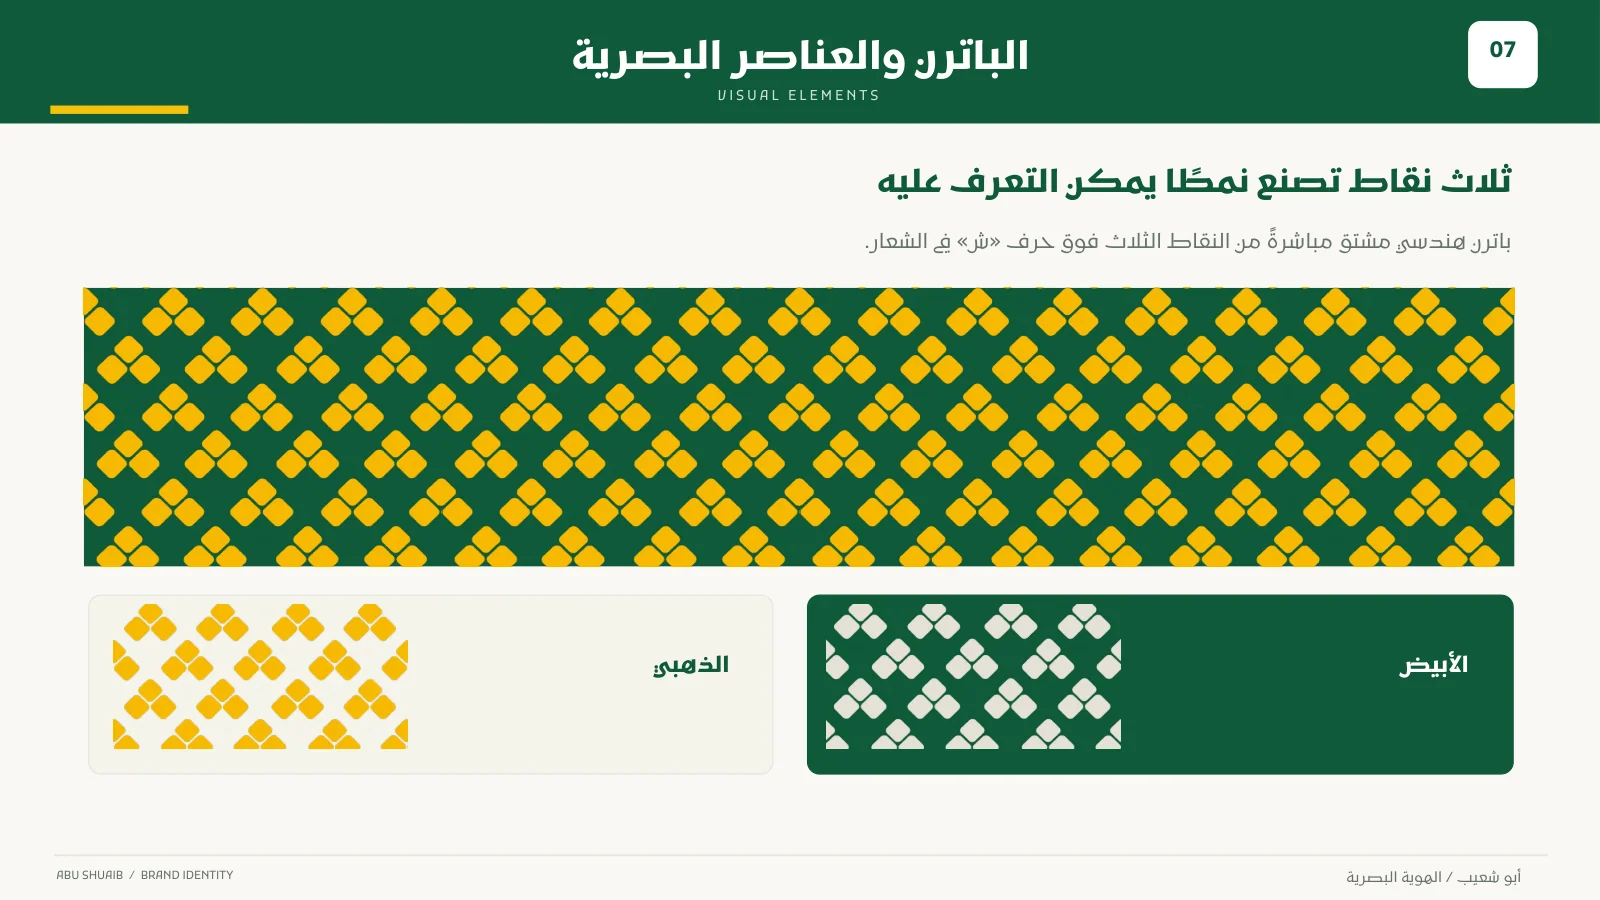 07
الباترن والعناصر البصرية
VISUAL ELEMENTS
ثلاث نقاط تصنع نمطًا يمكن التعرف عليه
باترن هندسي مشتق مباشرةً من النقاط الثلاث فوق حرف «ش» في الشعار.
الأبيض
الذهبي
أبو شعيب / الهوية البصرية
ABU SHUAIB / BRAND IDENTITY